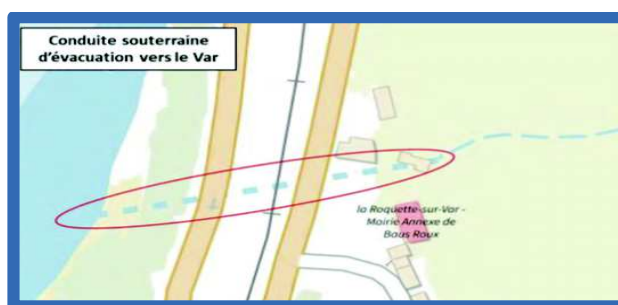 Conduite souterraine
d'évacuation vers le Var
la Roquette-sur-Var -
Mairie Annexe de
Baus Roux